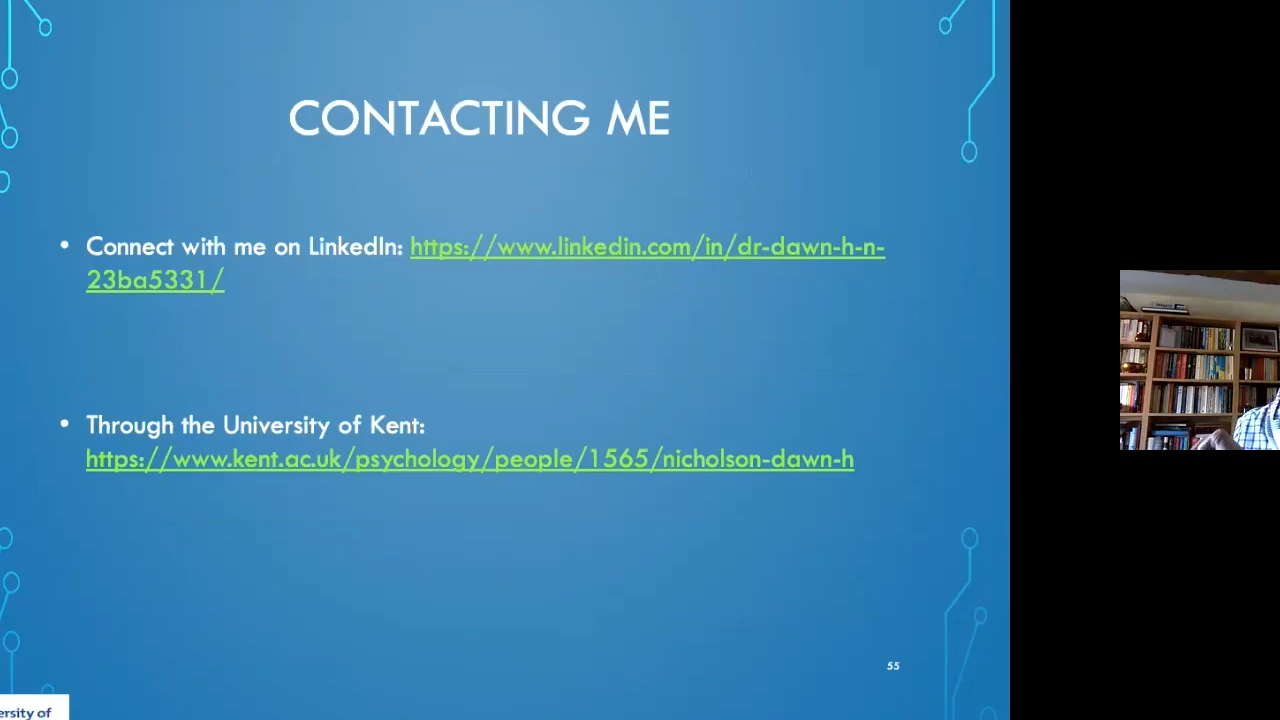 CONTACTING ME
• Connect with me on LinkedIn: https://www.linkedin.com/in/dr-dawn-h-n-
23ba5331/
• Through the University of Kent:
https://www.kent.ac.uk/psychology/people/1565/nicholson-dawn-h
55
ersity of